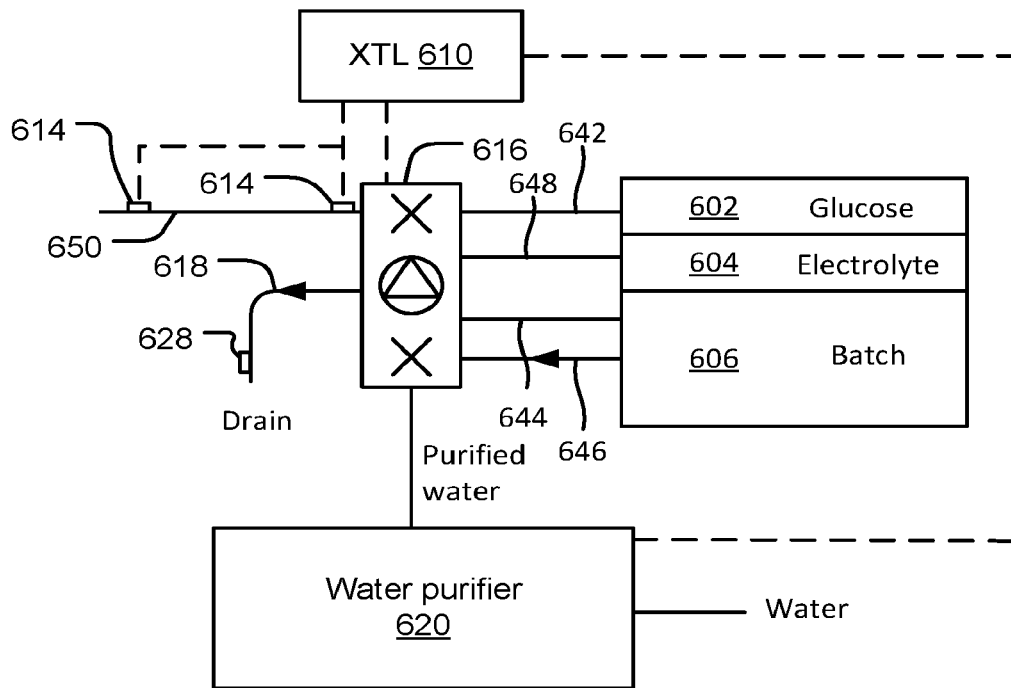 XTL 610
614
616
642
614
648
602 Glucose
650
618
604 Electrolyte
628
606 Batch
Drain
644
646
Purified
water
Water purifier
620
Water